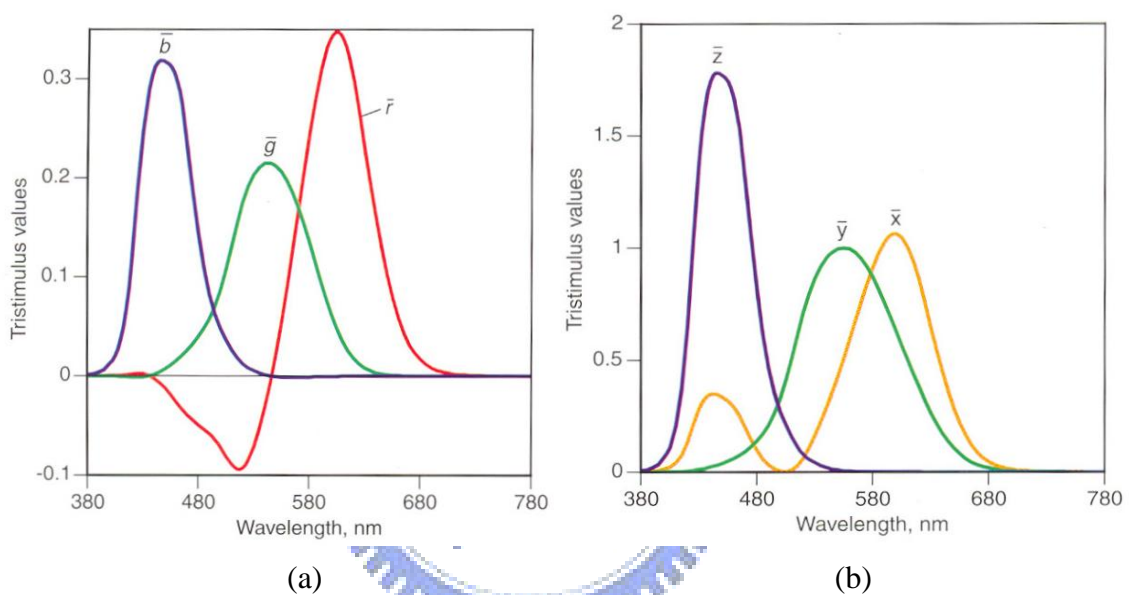 b̄
r̄
ḡ
0.3
0.2
0.1
0
-0.1
Tristimulus values
380 480 580 680 780
Wavelength, nm
(a)
z̄
ȳ
x̄
2
1.5
1
0.5
0
Tristimulus values
380 480 580 680 780
Wavelength, nm
(b)